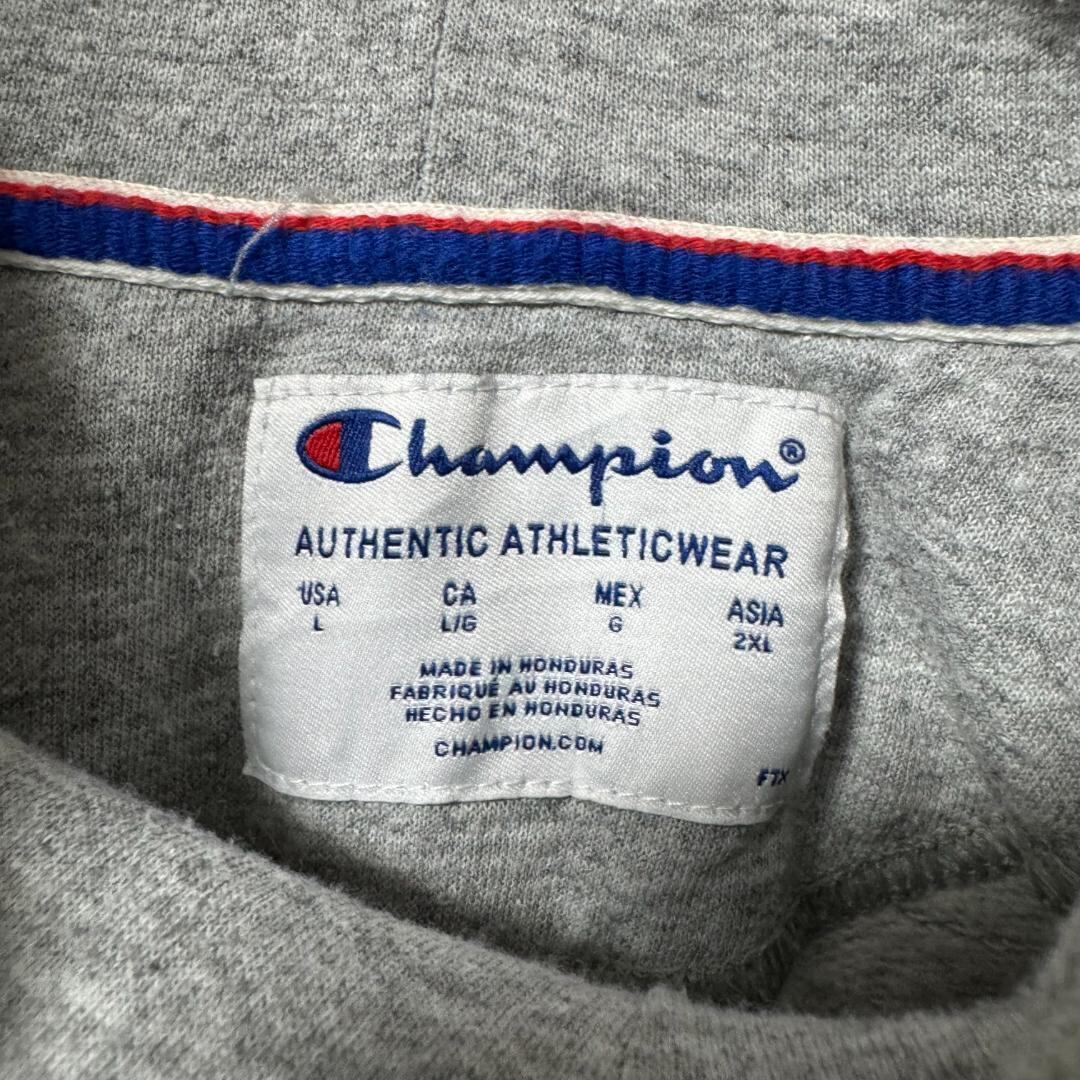 Champion®
AUTHENTIC ATHLETICWEAR
USA CA MEX ASIA
L L/G G 2XL
MADE IN HONDURAS
FABRIQUÉ AU HONDURAS
HECHO EN HONDURAS
CHAMPION.COM
FTX